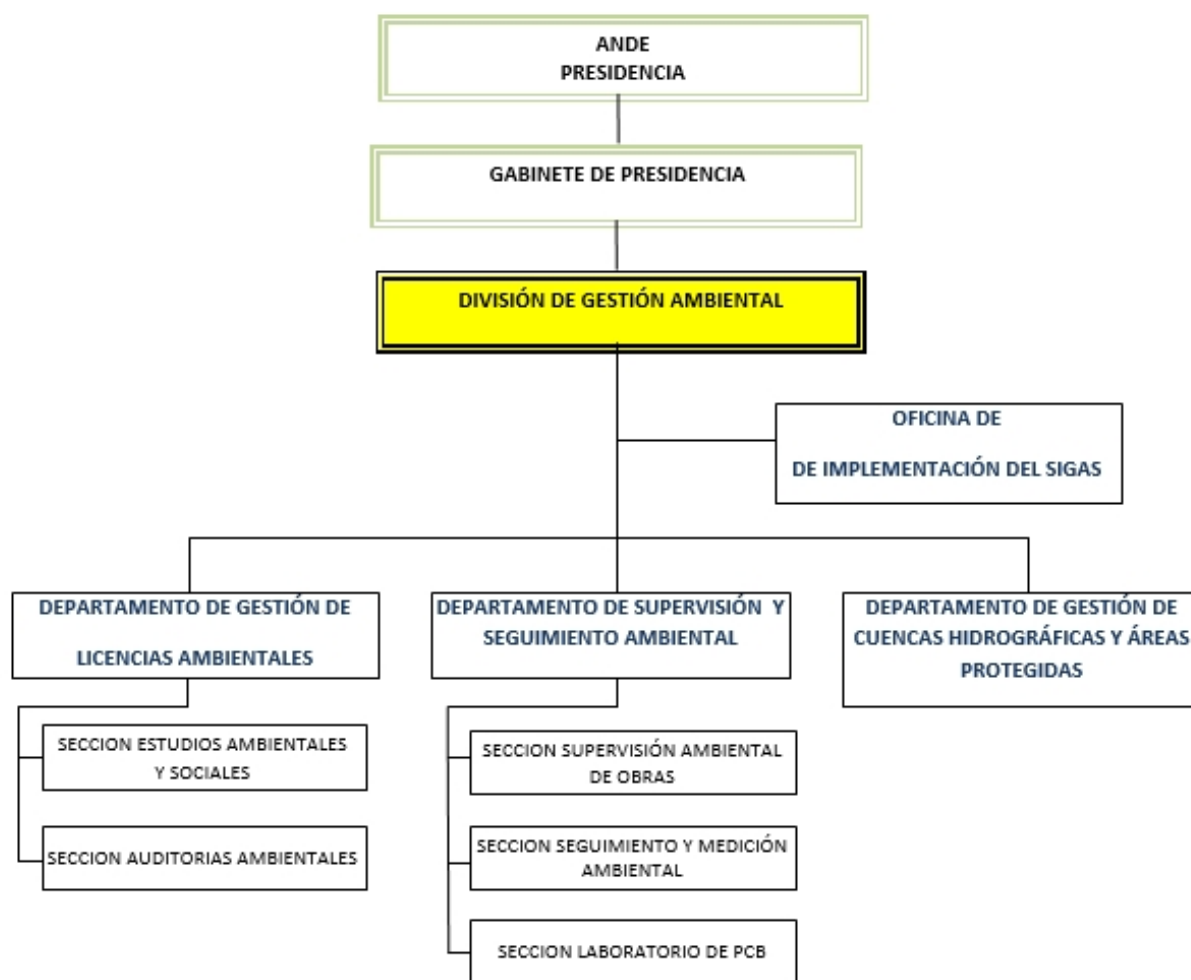 ANDE
PRESIDENCIA
GABINETE DE PRESIDENCIA
DIVISIÓN DE GESTIÓN AMBIENTAL
OFICINA DE
DE IMPLEMENTACIÓN DEL SIGAS
DEPARTAMENTO DE GESTIÓN DE
LICENCIAS AMBIENTALES
DEPARTAMENTO DE SUPERVISIÓN Y
SEGUIMIENTO AMBIENTAL
DEPARTAMENTO DE GESTIÓN DE
CUENCAS HIDROGRÁFICAS Y ÁREAS
PROTEGIDAS
SECCION ESTUDIOS AMBIENTALES
Y SOCIALES
SECCION AUDITORIAS AMBIENTALES
SECCION SUPERVISIÓN AMBIENTAL
DE OBRAS
SECCION SEGUIMIENTO Y MEDICIÓN
AMBIENTAL
SECCION LABORATORIO DE PCB